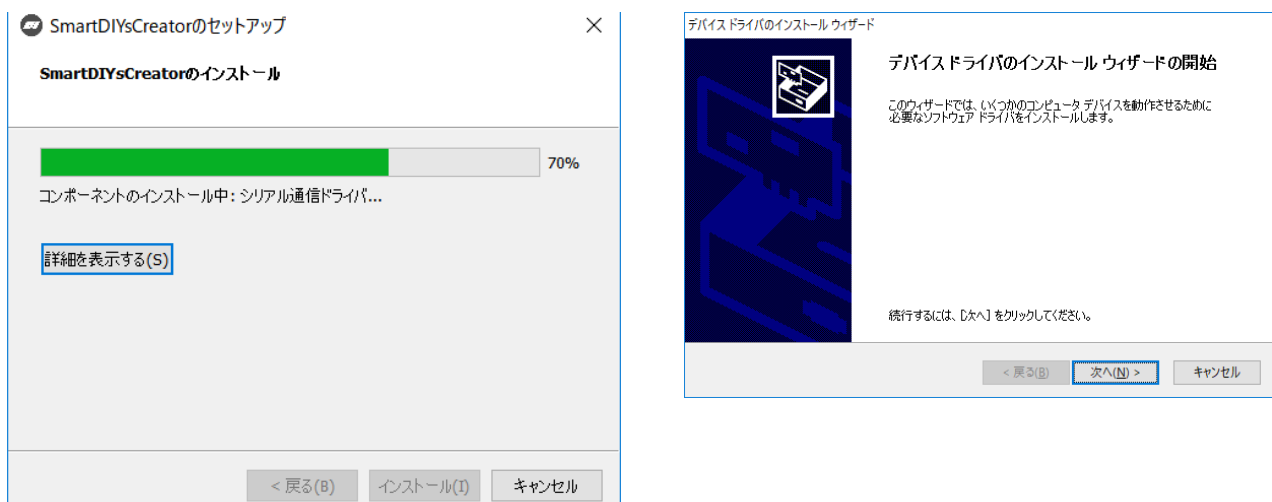 SmartDIYsCreatorのセットアップ
SmartDIYsCreatorのインストール
70%
コンポーネントのインストール中: シリアル通信ドライバ...
詳細を表示する(S)
< 戻る(B)
インストール(I)
キャンセル
デバイス ドライバのインストール ウィザード
デバイス ドライバのインストール ウィザードの開始
このウィザードでは、いくつかのコンピュータ デバイスを動作させるために
必要なソフトウェア ドライバをインストールします。
続行するには、[次へ] をクリックしてください。
< 戻る(B)
次へ(N) >
キャンセル